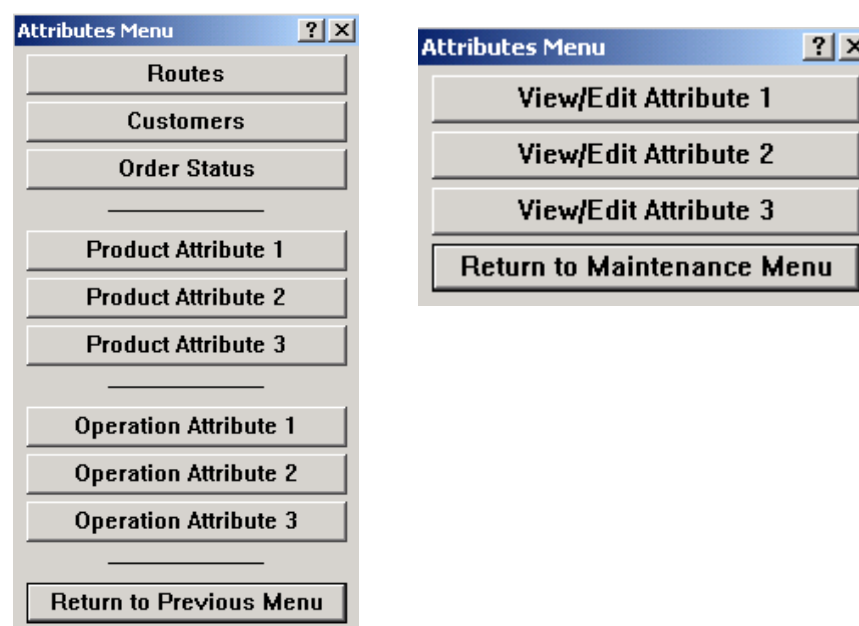 Attributes Menu
Routes
Customers
Order Status
Product Attribute 1
Product Attribute 2
Product Attribute 3
Operation Attribute 1
Operation Attribute 2
Operation Attribute 3
Return to Previous Menu
Attributes Menu
View/Edit Attribute 1
View/Edit Attribute 2
View/Edit Attribute 3
Return to Maintenance Menu